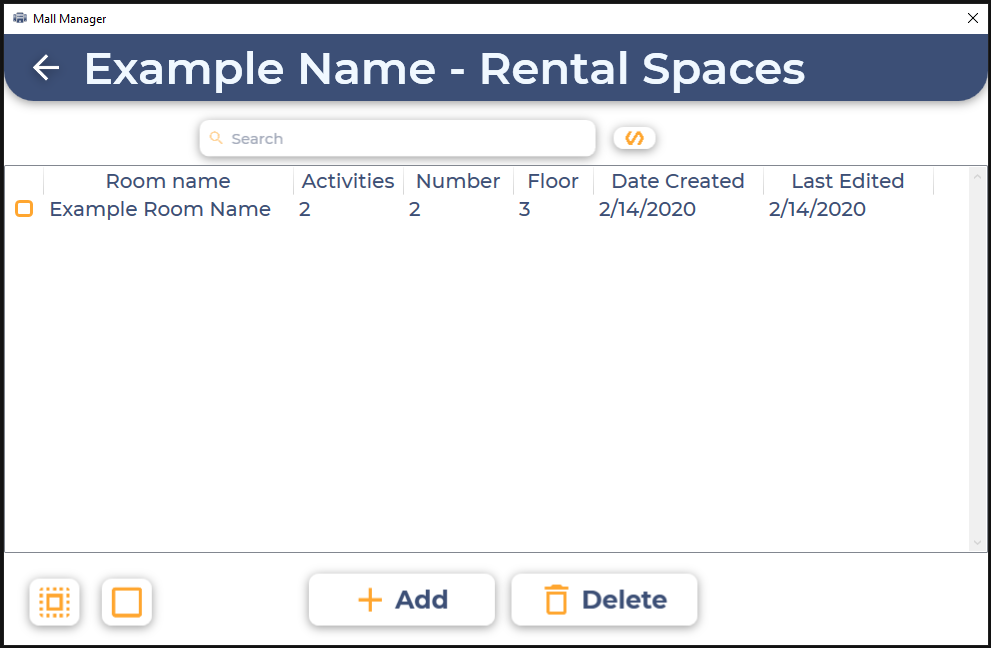 Mall Manager
Example Name - Rental Spaces
Search
Room name Activities Number Floor Date Created Last Edited
Example Room Name 2 2 3 2/14/2020 2/14/2020
Add Delete